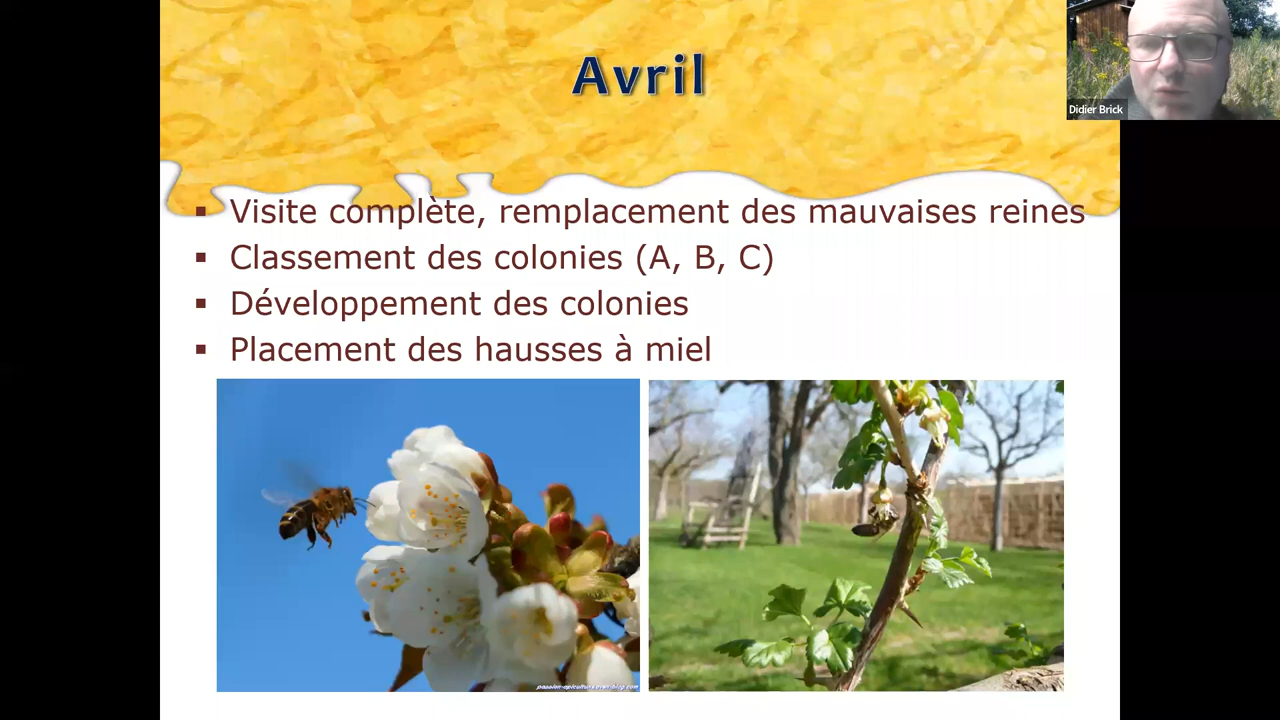 Avril
Didier Brick
▪ Visite complète, remplacement des mauvaises reines
▪ Classement des colonies (A, B, C)
▪ Développement des colonies
▪ Placement des hausses à miel